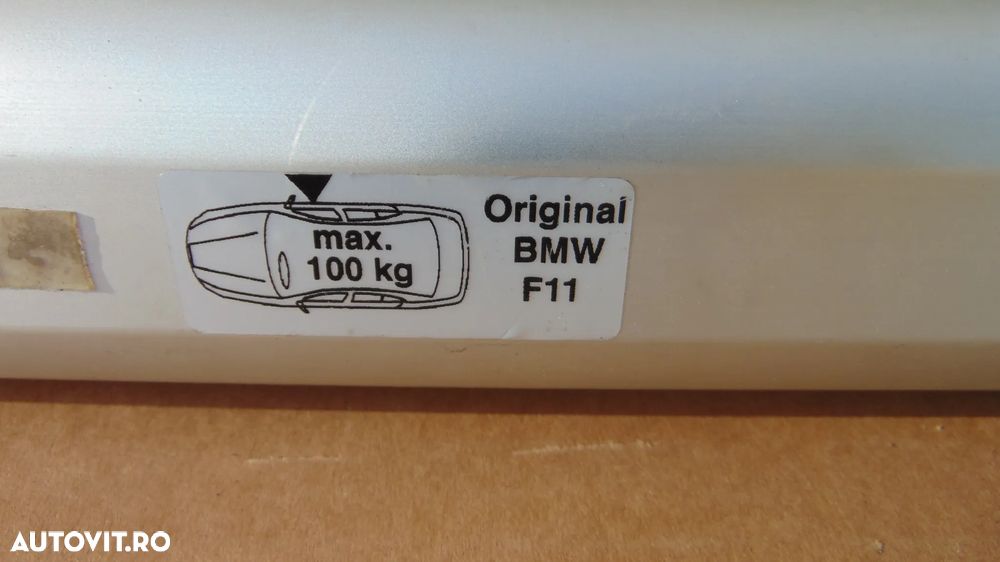 max.
100 kg
Original
BMW
F11
AUTOVIT.RO